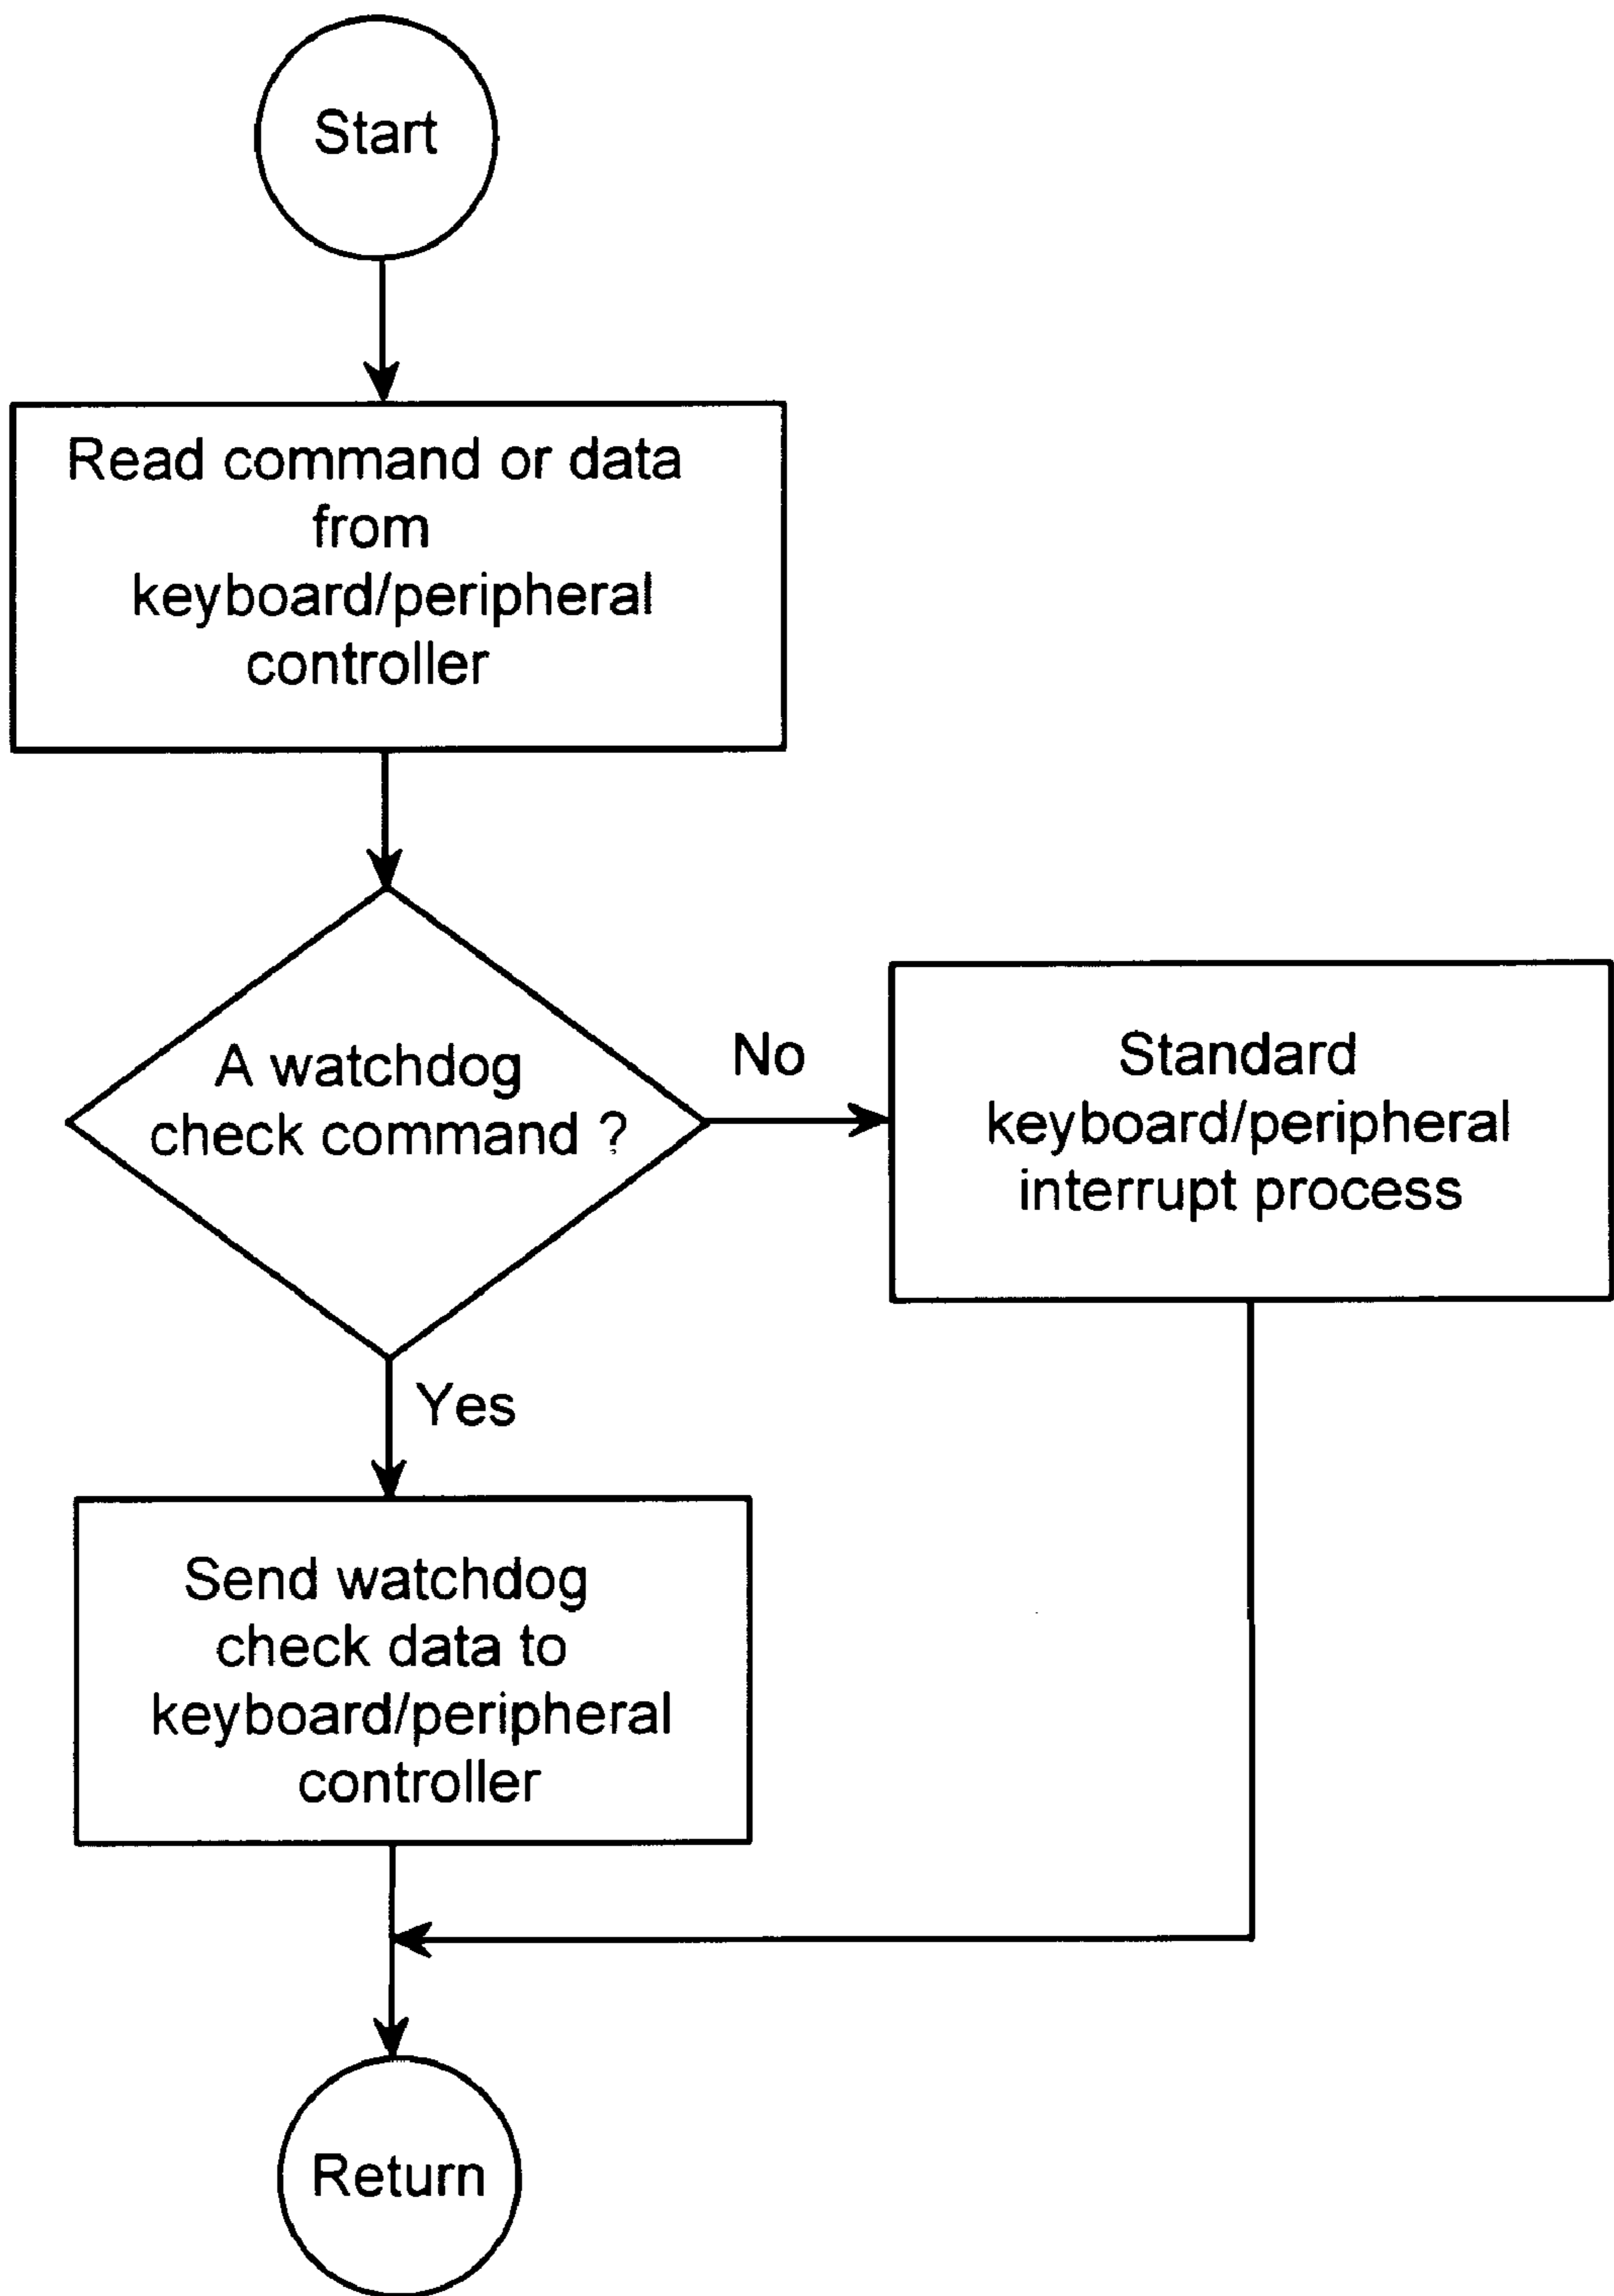 Start
Read command or data
from
keyboard/peripheral
controller
A watchdog
check command ?
No
Standard
keyboard/peripheral
interrupt process
Yes
Send watchdog
check data to
keyboard/peripheral
controller
Return